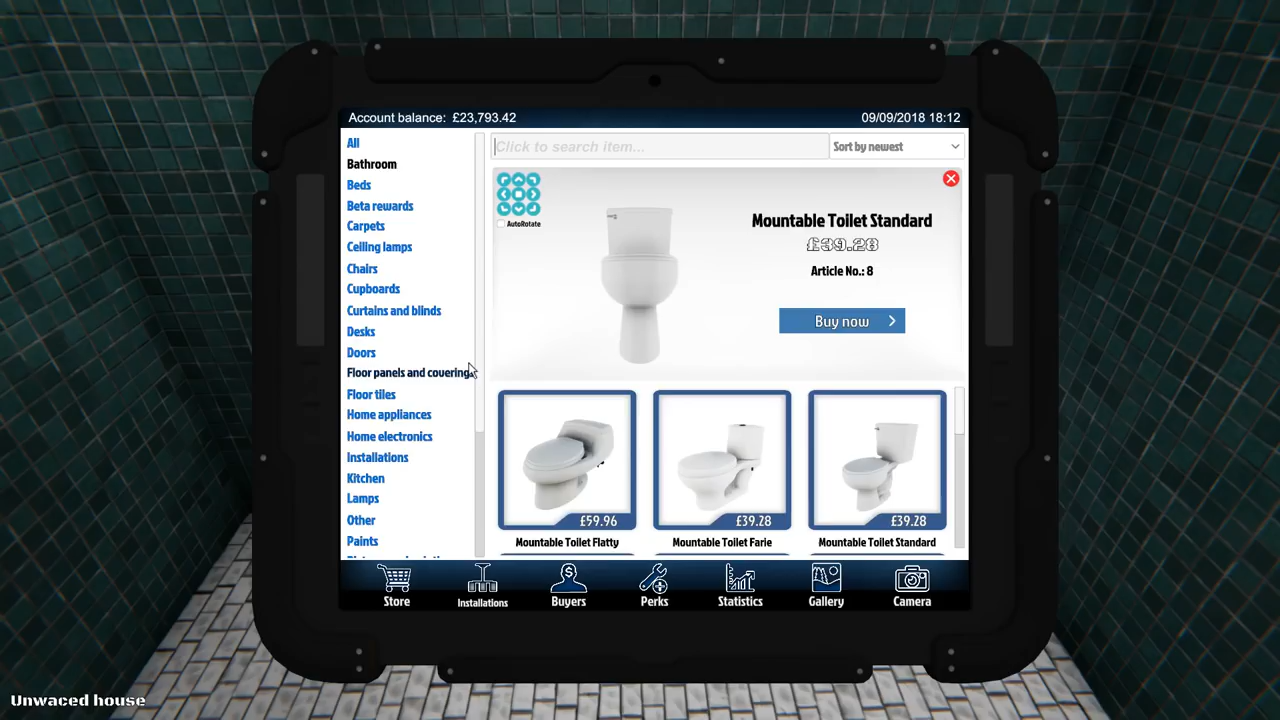 Account balance: £23,793.42
09/09/2018 18:12
All
Bathroom
Beds
Beta rewards
Carpets
Ceiling lamps
Chairs
Cupboards
Curtains and blinds
Desks
Doors
Floor panels and covering
Floor tiles
Home appliances
Home electronics
Installations
Kitchen
Lamps
Other
Paints
Click to search item...
Sort by newest
AutoRotate
Mountable Toilet Standard
£39.28
Article No.: 8
Buy now
£59.96
£39.28
£39.28
Mountable Toilet Flatty
Mountable Toilet Farie
Mountable Toilet Standard
Store
Installations
Buyers
Perks
Statistics
Gallery
Camera
Unwaced house